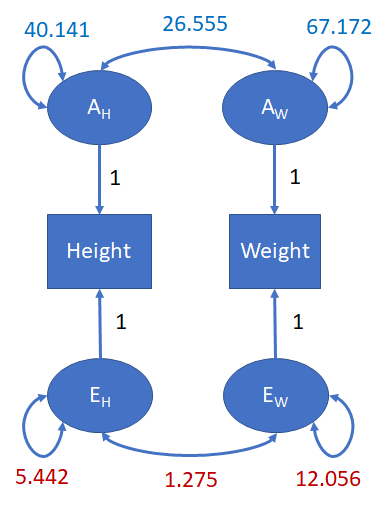 26.555
40.141
67.172
A_H
A_W
1
1
Height
Weight
1
1
E_H
E_W
5.442
1.275
12.056